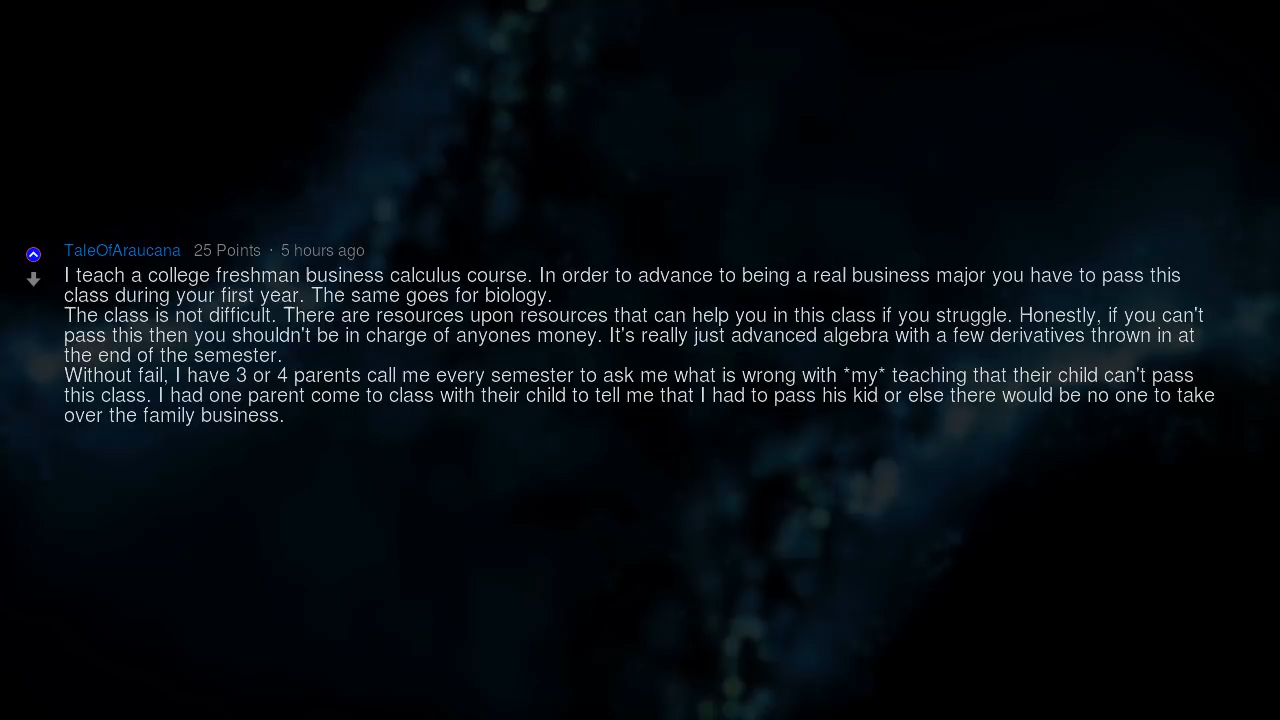 TaleOfAraucana 25 Points · 5 hours ago
I teach a college freshman business calculus course. In order to advance to being a real business major you have to pass this
class during your first year. The same goes for biology.
The class is not difficult. There are resources upon resources that can help you in this class if you struggle. Honestly, if you can't
pass this then you shouldn't be in charge of anyones money. It's really just advanced algebra with a few derivatives thrown in at
the end of the semester.
Without fail, I have 3 or 4 parents call me every semester to ask me what is wrong with *my* teaching that their child can't pass
this class. I had one parent come to class with their child to tell me that I had to pass his kid or else there would be no one to take
over the family business.